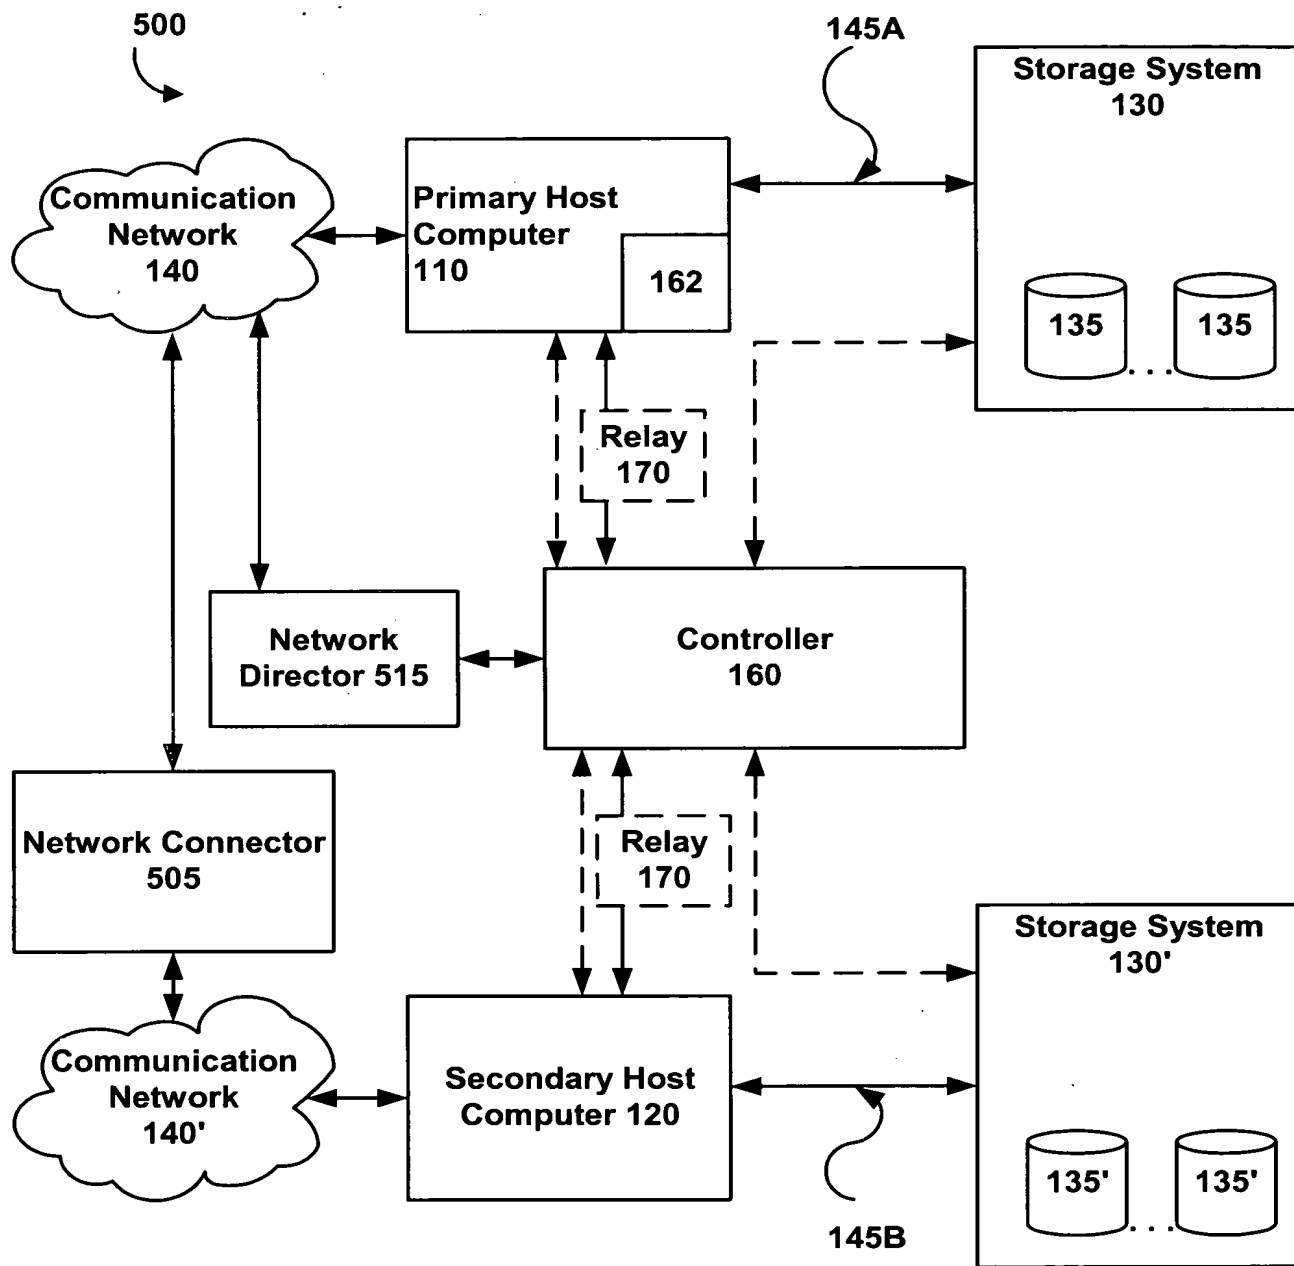 500
145A
Storage System
130
Communication
Network
140
Primary Host
Computer
110
162
135
135
...
Relay
170
Network
Director 515
Controller
160
Network Connector
505
Relay
170
Storage System
130'
Communication
Network
140'
Secondary Host
Computer 120
135'
135'
...
145B